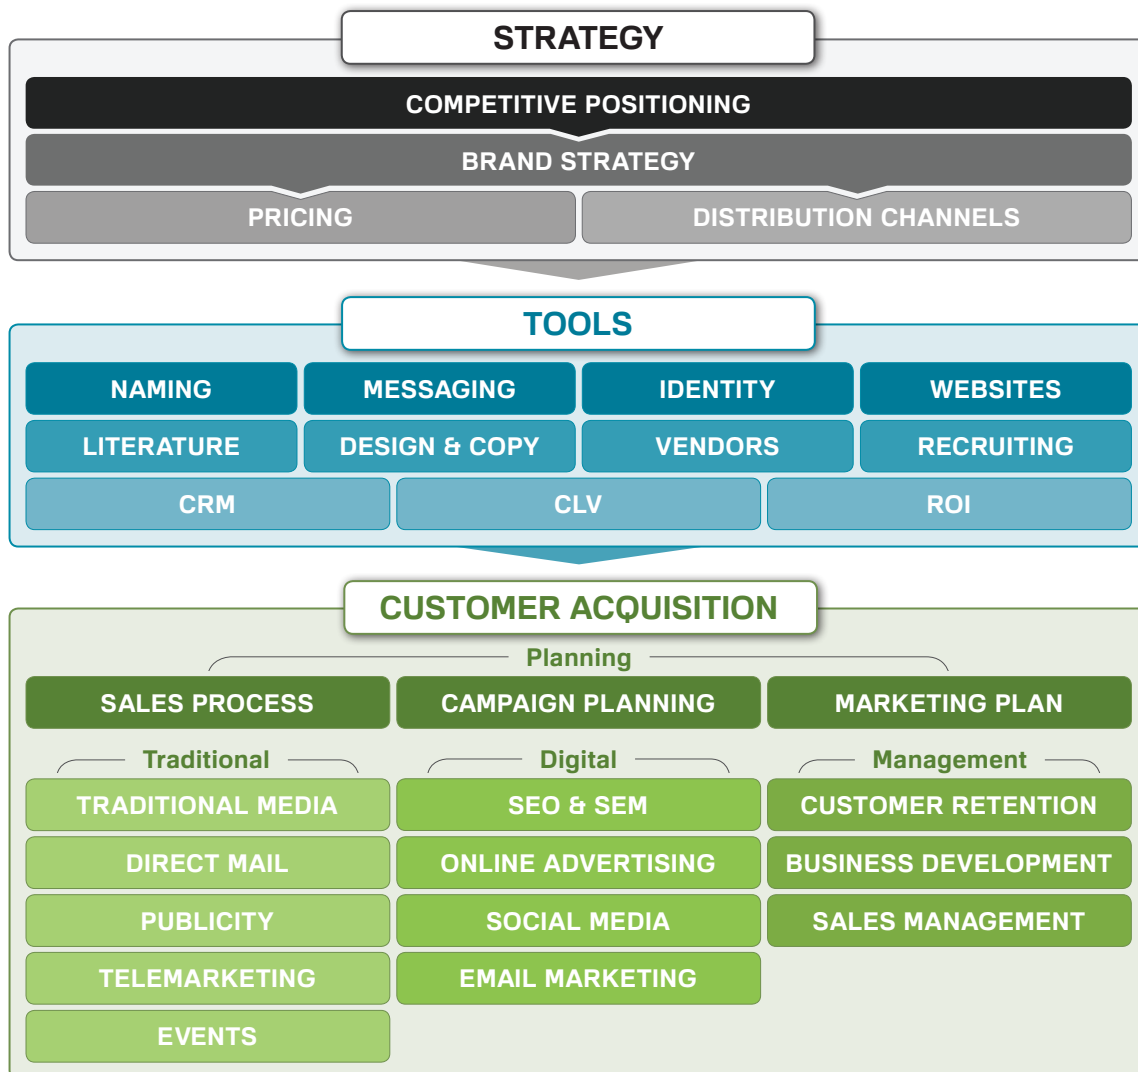 STRATEGY
COMPETITIVE POSITIONING
BRAND STRATEGY
PRICING
DISTRIBUTION CHANNELS
TOOLS
NAMING
MESSAGING
IDENTITY
WEBSITES
LITERATURE
DESIGN & COPY
VENDORS
RECRUITING
CRM
CLV
ROI
CUSTOMER ACQUISITION
Planning
SALES PROCESS
CAMPAIGN PLANNING
MARKETING PLAN
Traditional
TRADITIONAL MEDIA
DIRECT MAIL
PUBLICITY
TELEMARKETING
EVENTS
Digital
SEO & SEM
ONLINE ADVERTISING
SOCIAL MEDIA
EMAIL MARKETING
Management
CUSTOMER RETENTION
BUSINESS DEVELOPMENT
SALES MANAGEMENT